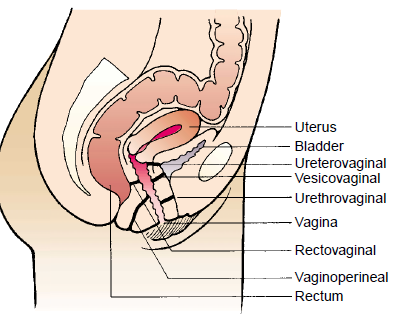 Uterus
Bladder
Ureterovaginal
Vesicovaginal
Urethrovaginal
Vagina
Rectovaginal
Vaginoperineal
Rectum